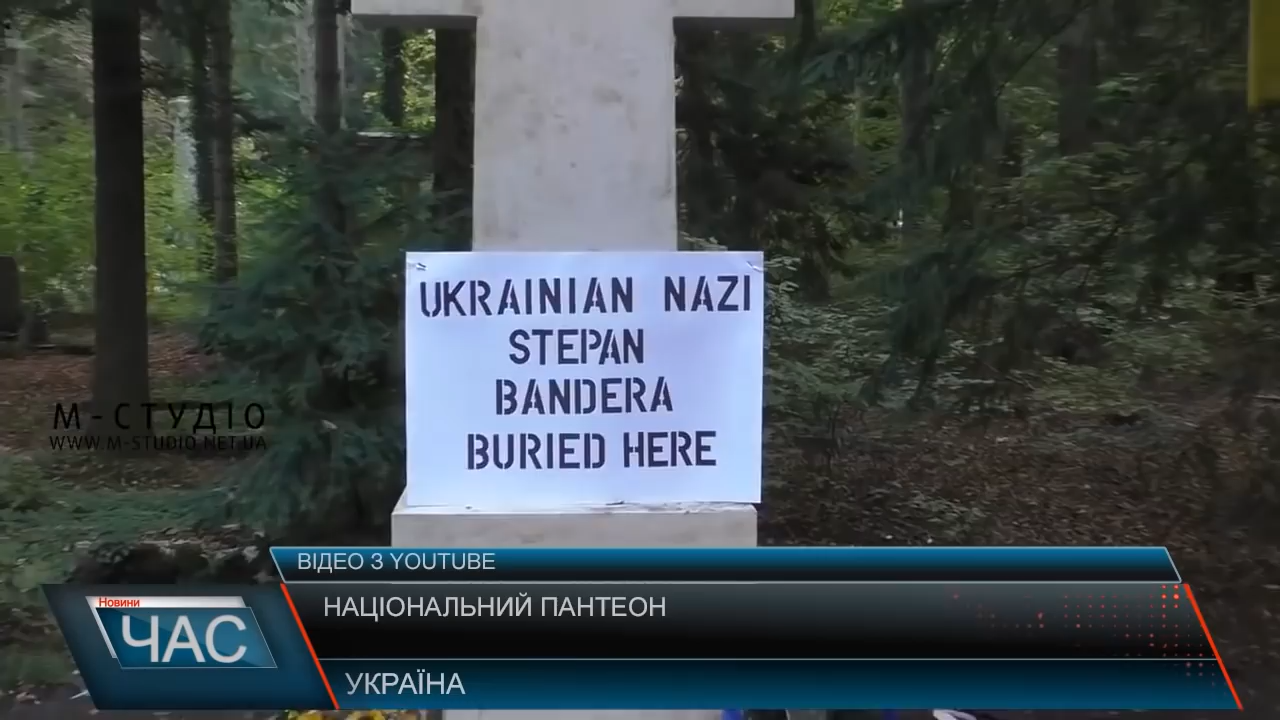 UKRAINIAN NAZI
STEPAN
BANDERA
BURIED HERE
М-СТУДІО
WWW.M-STUDIO.NET.UA
ВІДЕО З YOUTUBE
Новини
ЧАС
НАЦІОНАЛЬНИЙ ПАНТЕОН
УКРАЇНА